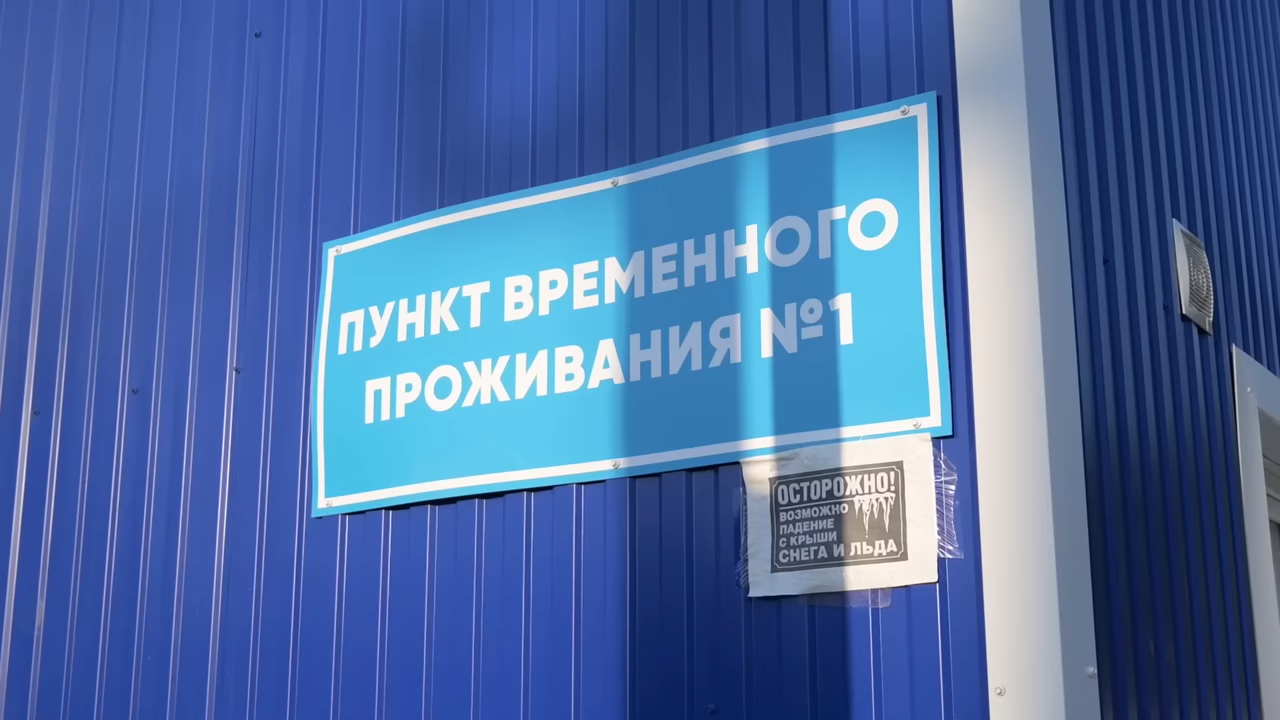 ПУНКТ ВРЕМЕННОГО
ПРОЖИВАНИЯ №1
ОСТОРОЖНО!
ВОЗМОЖНО
ПАДЕНИЕ
С КРЫШИ
СНЕГА И ЛЬДА